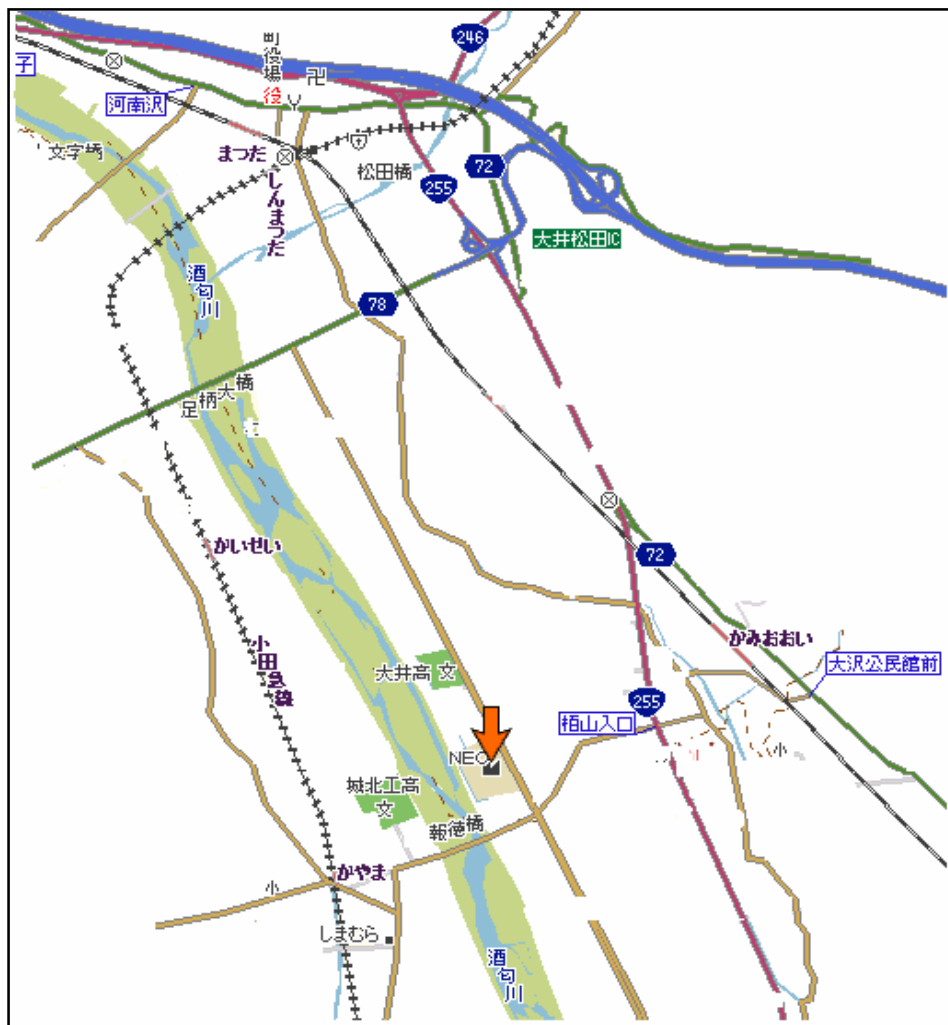 246
町役場
役
卍
子
河南沢
文字橋
まつだ
しんまつだ
松田橋
72
255
大井松田IC
酒匂川
78
足柄大橋
かいせい
72
小田急線
かみおおい
大沢公民館前
大井高 文
255
栢山入口
NEC
小
城北工高
文
報徳橋
かやま
小
しまむら
酒匂川